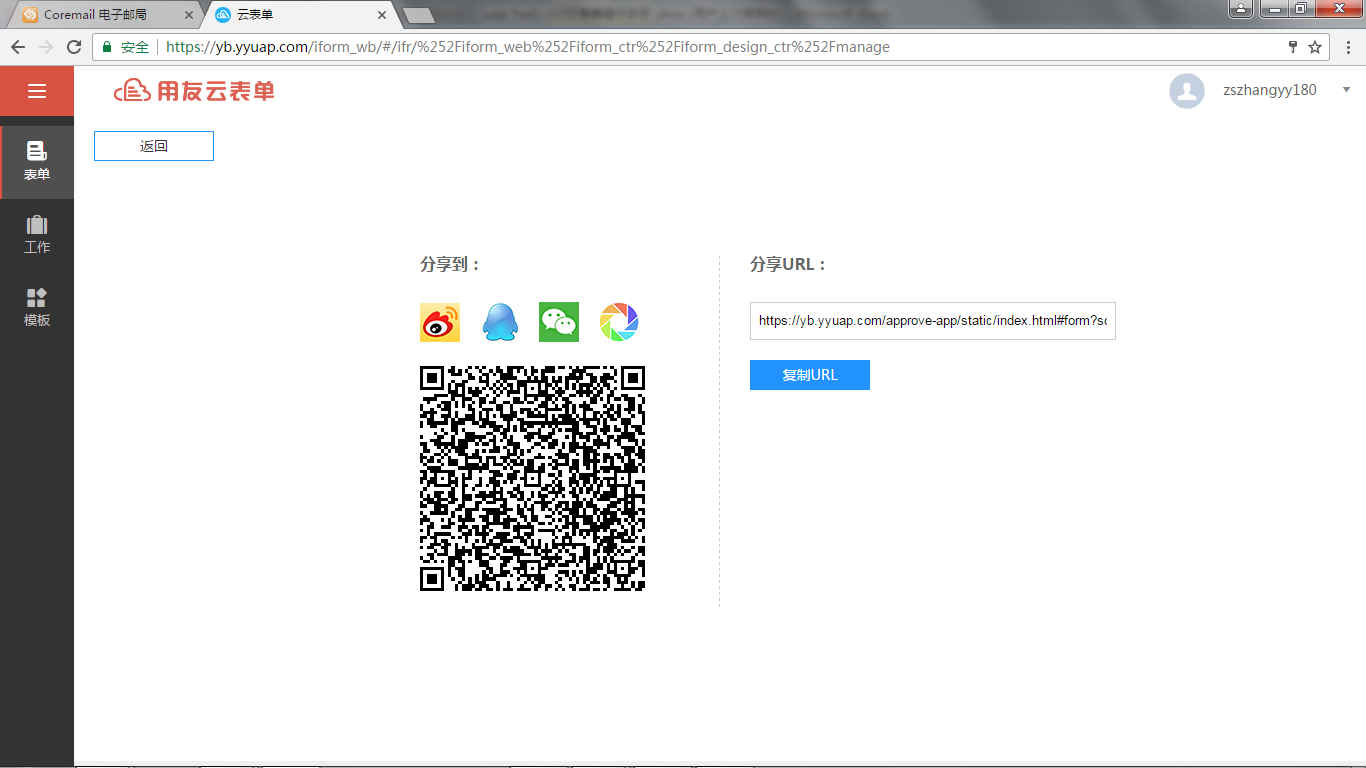 Coremail 电子邮局
云表单
安全
https://yb.yyuap.com/iform_wb/#/ifr/%252Fiform_web%252Fiform_ctr%252Fiform_design_ctr%252Fmanage
用友云表单
zszhangyy180
返回
表单
工作
模板
分享到：
分享URL：
https://yb.yyuap.com/approve-app/static/index.html#form?sc
复制URL